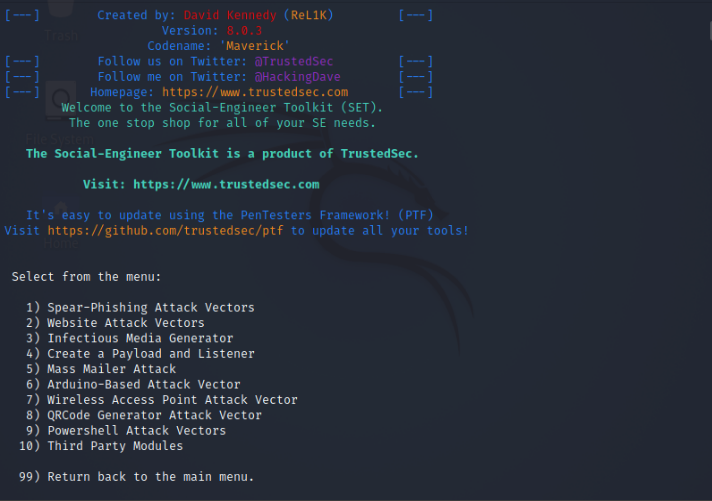 [---]        Created by: David Kennedy (ReL1K)         [---]
                      Version: 8.0.3
                    Codename: 'Maverick'
[---]        Follow us on Twitter: @TrustedSec         [---]
[---]        Follow me on Twitter: @HackingDave        [---]
[---]       Homepage: https://www.trustedsec.com       [---]
        Welcome to the Social-Engineer Toolkit (SET).
         The one stop shop for all of your SE needs.
   The Social-Engineer Toolkit is a product of TrustedSec.
           Visit: https://www.trustedsec.com
   It's easy to update using the PenTesters Framework! (PTF)
Visit https://github.com/trustedsec/ptf to update all your tools!
 Select from the menu:
   1) Spear-Phishing Attack Vectors
   2) Website Attack Vectors
   3) Infectious Media Generator
   4) Create a Payload and Listener
   5) Mass Mailer Attack
   6) Arduino-Based Attack Vector
   7) Wireless Access Point Attack Vector
   8) QRCode Generator Attack Vector
   9) Powershell Attack Vectors
  10) Third Party Modules
  99) Return back to the main menu.